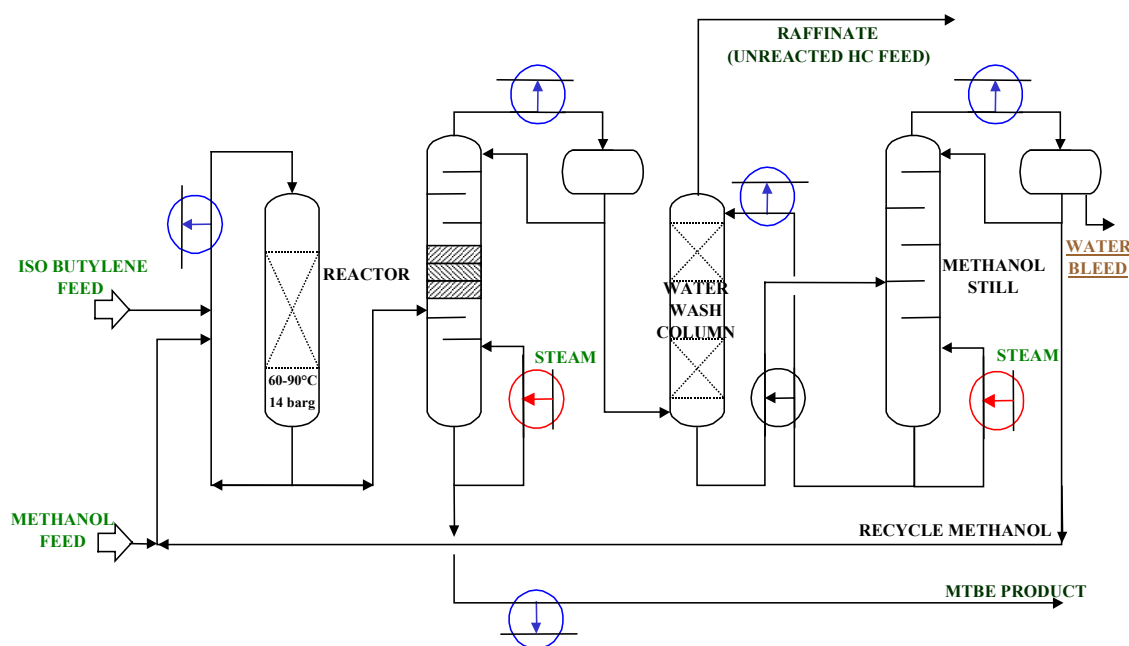 RAFFINATE
(UNREACTED HC FEED)
ISO BUTYLENE
FEED
REACTOR
60-90°C
14 barg
STEAM
WATER
WASH
COLUMN
METHANOL
STILL
WATER
BLEED
STEAM
METHANOL
FEED
RECYCLE METHANOL
MTBE PRODUCT